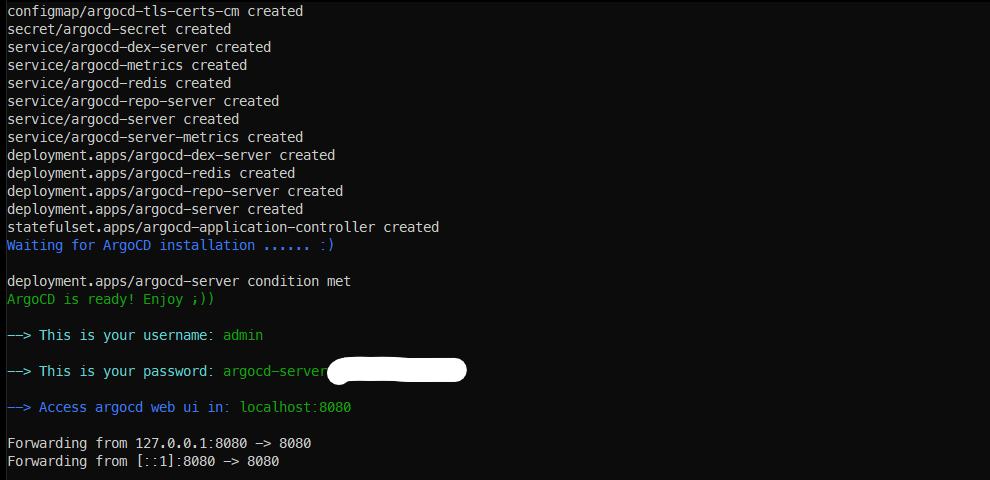 configmap/argocd-tls-certs-cm created
secret/argocd-secret created
service/argocd-dex-server created
service/argocd-metrics created
service/argocd-redis created
service/argocd-repo-server created
service/argocd-server created
service/argocd-server-metrics created
deployment.apps/argocd-dex-server created
deployment.apps/argocd-redis created
deployment.apps/argocd-repo-server created
deployment.apps/argocd-server created
statefulset.apps/argocd-application-controller created
Waiting for ArgoCD installation ...... :)
deployment.apps/argocd-server condition met
ArgoCD is ready! Enjoy ;))
--> This is your username: admin
--> This is your password: argocd-server
--> Access argocd web ui in: localhost:8080
Forwarding from 127.0.0.1:8080 -> 8080
Forwarding from [::1]:8080 -> 8080